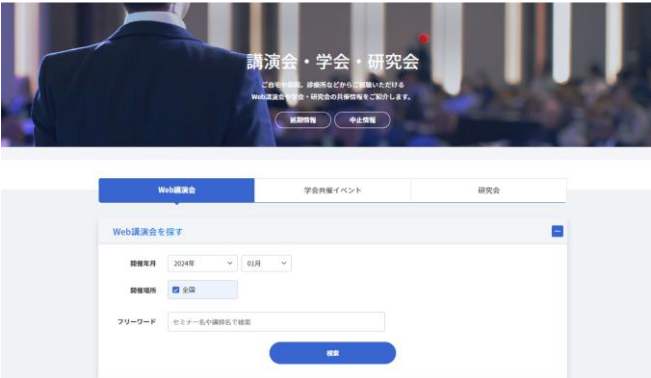 講演会・学会・研究会
ご自宅や病院、診療所などからご視聴いただける
Web講演会や学会・研究会の共催情報をご紹介します。
延期情報
中止情報
Web講演会
学会共催イベント
研究会
Web講演会を探す
開催年月
2024年
01月
開催場所
全国
フリーワード
セミナー名や講師名で検索
検索